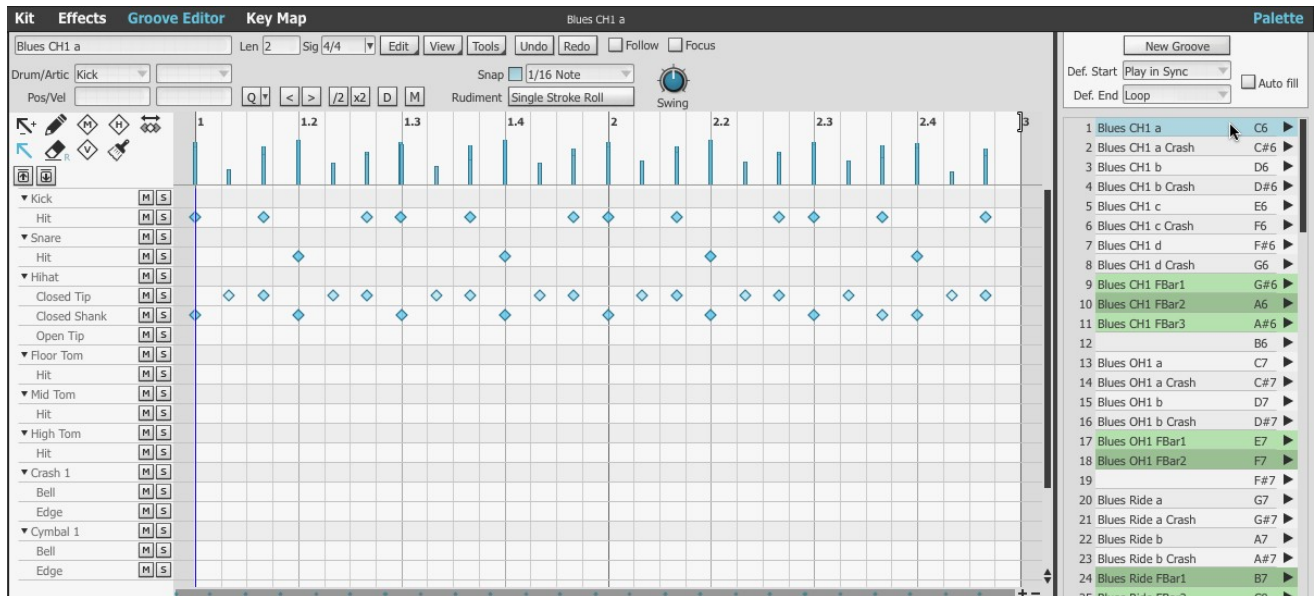 Kit Effects Groove Editor Key Map Blues CH1 a Palette
Blues CH1 a Len 2 Sig 4/4 Edit View Tools Undo Redo Follow Focus
New Groove
Drum/Artic Kick Snap 1/16 Note
Def. Start Play in Sync
Auto fill
Pos/Vel Q < > /2 x2 D M Rudiment Single Stroke Roll Swing
Def. End Loop
1 1.2 1.3 1.4 2 2.2 2.3 2.4 3
M H
R V
Kick M S
Hit M S
Snare M S
Hit M S
Hihat M S
Closed Tip M S
Closed Shank M S
Open Tip M S
Floor Tom M S
Hit M S
Mid Tom M S
Hit M S
High Tom M S
Hit M S
Crash 1 M S
Bell M S
Edge M S
Cymbal 1 M S
Bell M S
Edge M S
1 Blues CH1 a C6
2 Blues CH1 a Crash C#6
3 Blues CH1 b D6
4 Blues CH1 b Crash D#6
5 Blues CH1 c E6
6 Blues CH1 c Crash F6
7 Blues CH1 d F#6
8 Blues CH1 d Crash G6
9 Blues CH1 FBar1 G#6
10 Blues CH1 FBar2 A6
11 Blues CH1 FBar3 A#6
12 B6
13 Blues OH1 a C7
14 Blues OH1 a Crash C#7
15 Blues OH1 b D7
16 Blues OH1 b Crash D#7
17 Blues OH1 FBar1 E7
18 Blues OH1 FBar2 F7
19 F#7
20 Blues Ride a G7
21 Blues Ride a Crash G#7
22 Blues Ride b A7
23 Blues Ride b Crash A#7
24 Blues Ride FBar1 B7